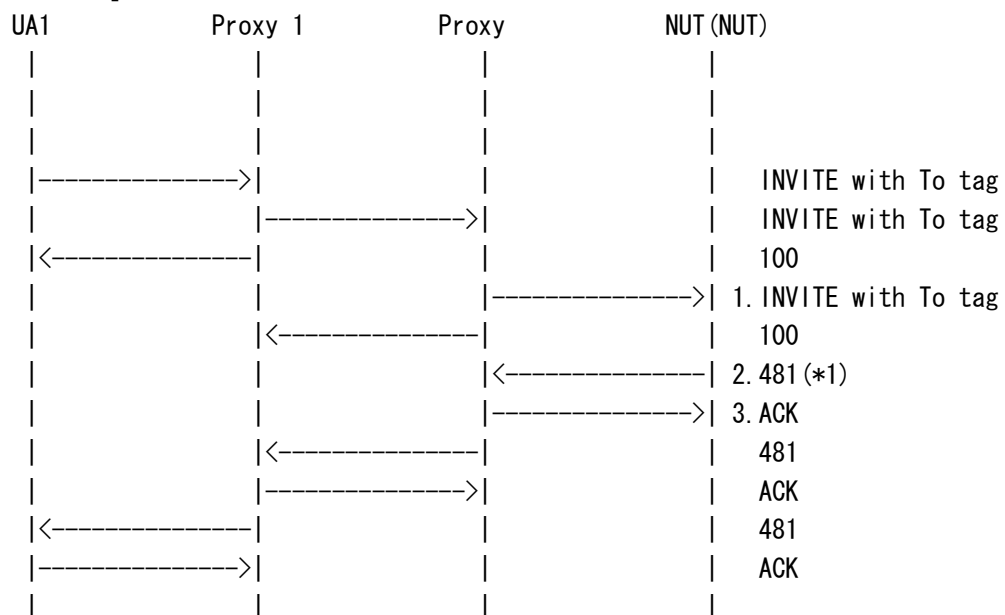 UA1 Proxy 1 Proxy NUT(NUT)
| | | |
| | | |
| | | |
|--------------->| | | INVITE with To tag
| |--------------->| | INVITE with To tag
|<---------------| | | 100
| | |--------------->| 1.INVITE with To tag
| |<---------------| | 100
| | |<---------------| 2.481(*1)
| | |--------------->| 3.ACK
| |<---------------| | 481
| |--------------->| | ACK
|<---------------| | | 481
|--------------->| | | ACK
| | | |